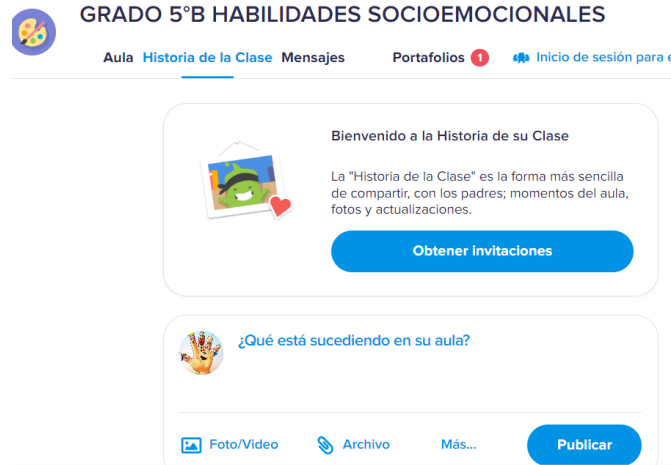 GRADO 5°B HABILIDADES SOCIOEMOCIONALES
Aula Historia de la Clase Mensajes Portafolios 1 Inicio de sesión para e
Bienvenido a la Historia de su Clase
La "Historia de la Clase" es la forma más sencilla
de compartir, con los padres; momentos del aula,
fotos y actualizaciones.
Obtener invitaciones
¿Qué está sucediendo en su aula?
Foto/Video Archivo Más... Publicar